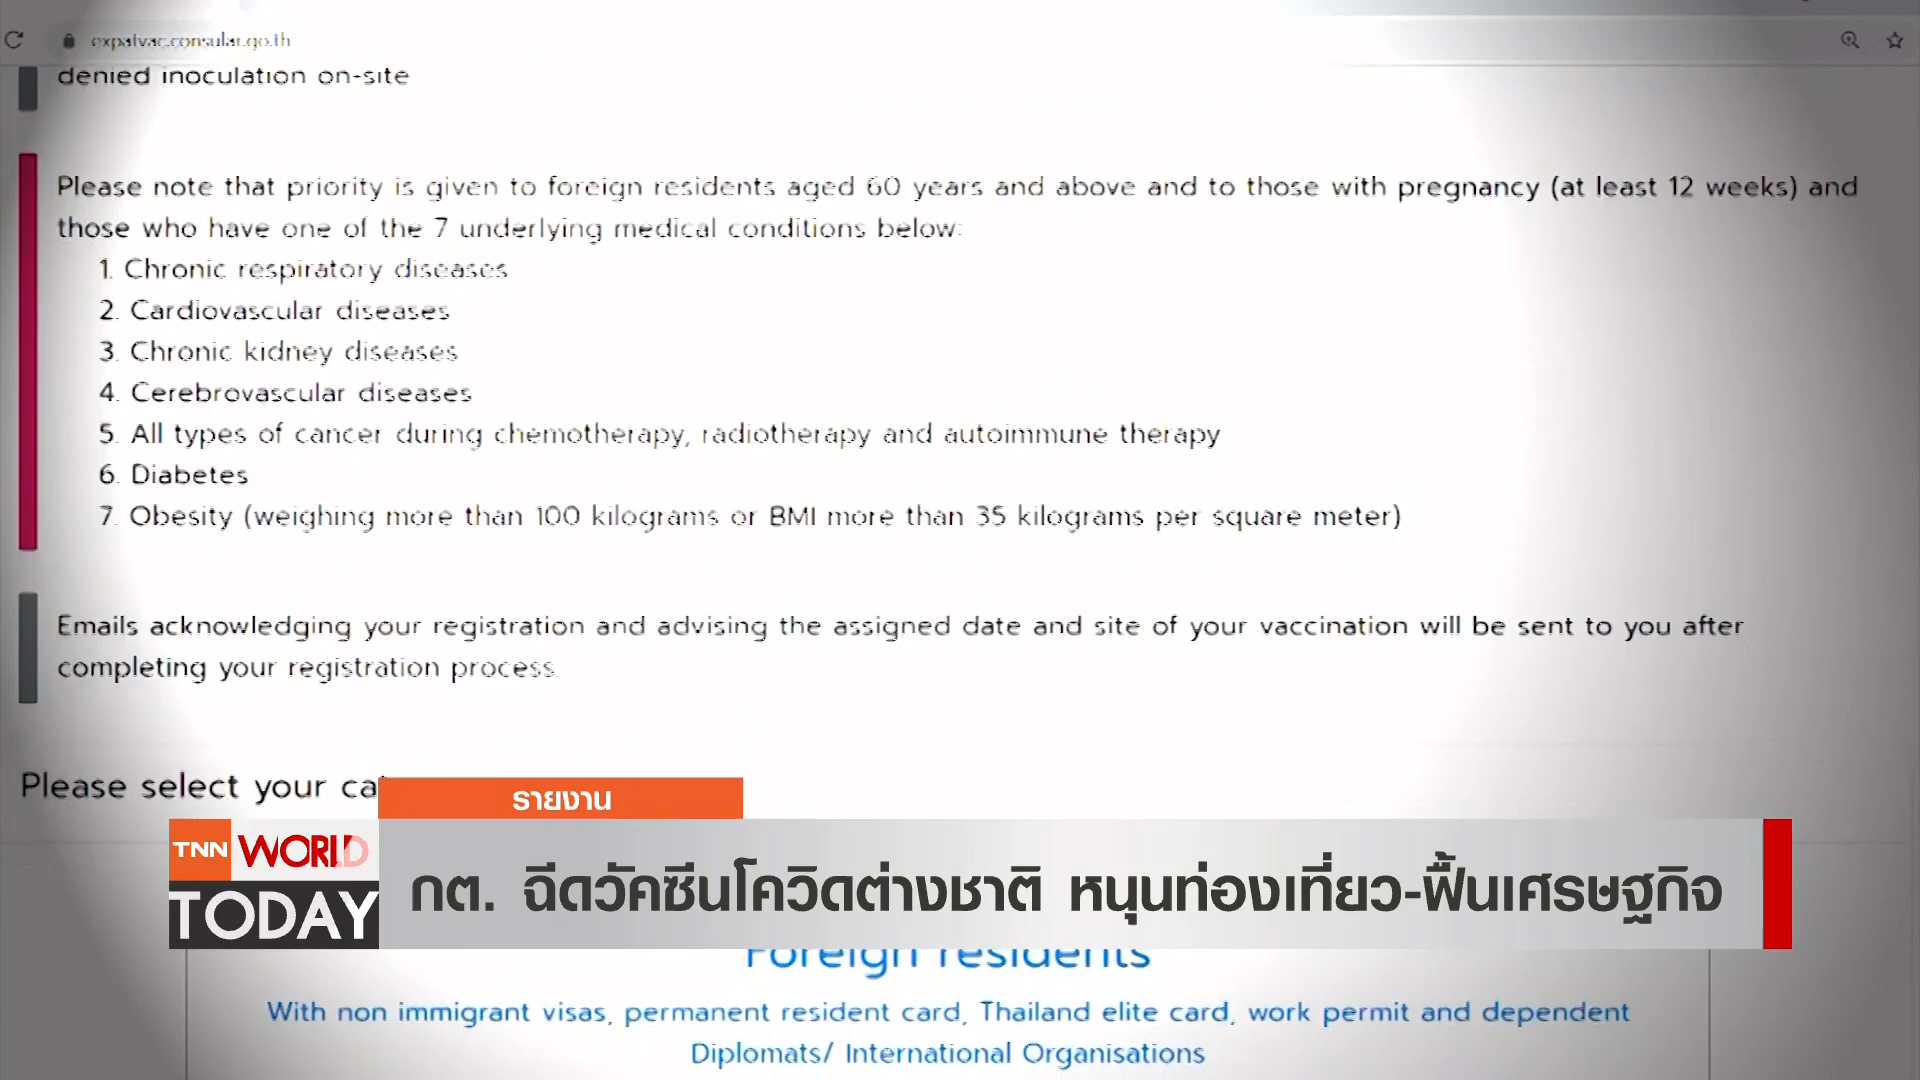 expatvac.consular.go.th
denied inoculation on-site
Please note that priority is given to foreign residents aged 60 years and above and to those with pregnancy (at least 12 weeks) and
those who have one of the 7 underlying medical conditions below:
1. Chronic respiratory diseases
2. Cardiovascular diseases
3. Chronic kidney diseases
4. Cerebrovascular diseases
5. All types of cancer during chemotherapy, radiotherapy and autoimmune therapy
6. Diabetes
7. Obesity (weighing more than 100 kilograms or BMI more than 35 kilograms per square meter)
Emails acknowledging your registration and advising the assigned date and site of your vaccination will be sent to you after
completing your registration process.
Please select your
รายงาน
TNN WORLD
TODAY
กต. ฉีดวัคซีนโควิดต่างชาติ หนุนท่องเที่ยว-ฟื้นเศรษฐกิจ
Foreign residents
With non immigrant visas, permanent resident card, Thailand elite card, work permit and dependent
Diplomats/ International Organisations